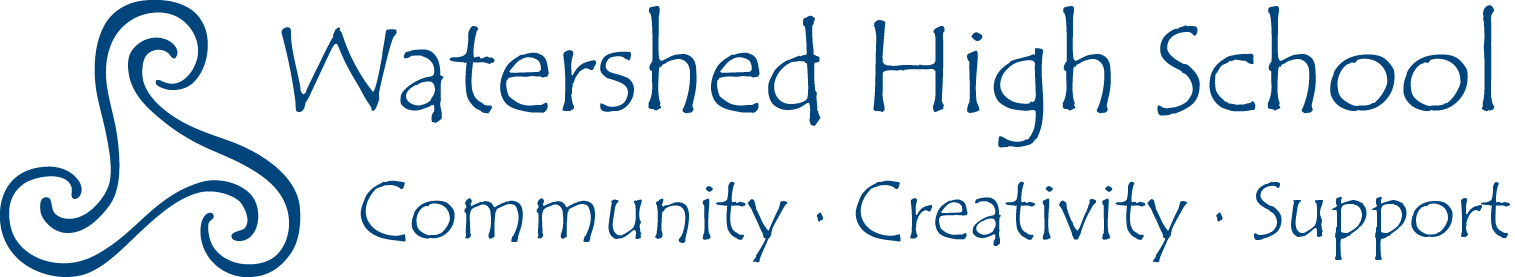 Watershed High School
Community · Creativity · Support